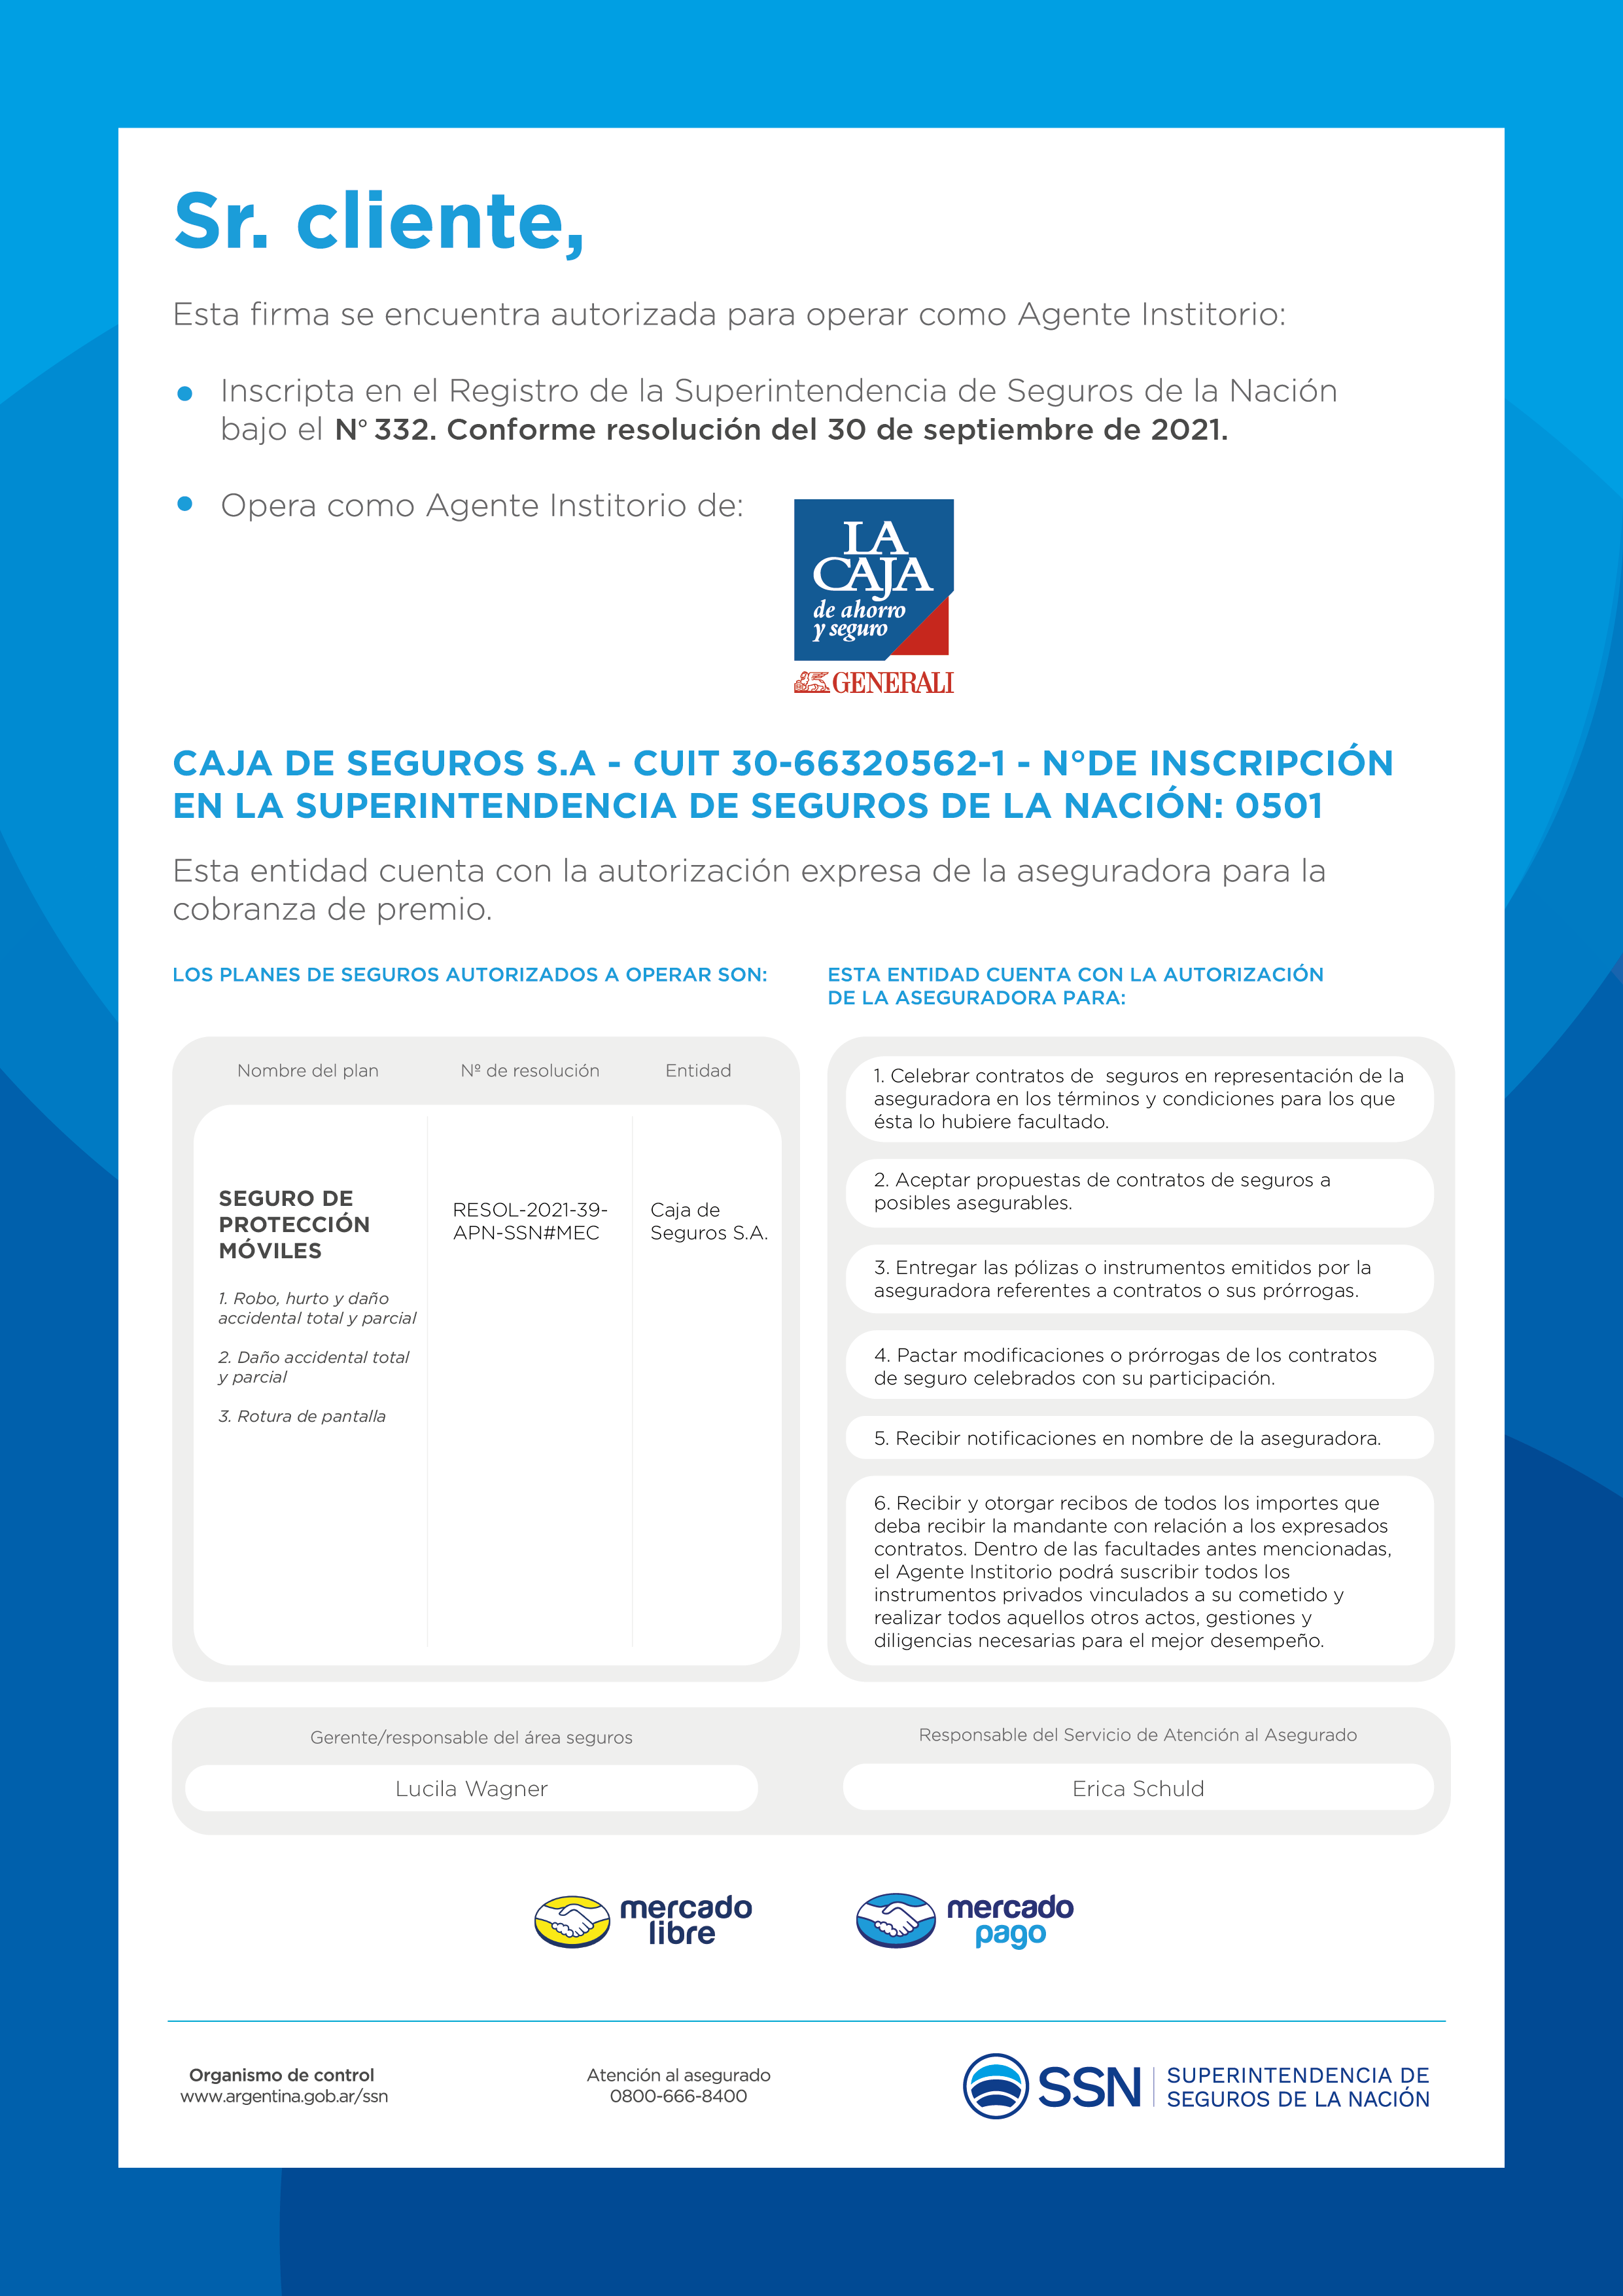 Sr. cliente,
Esta firma se encuentra autorizada para operar como Agente Institorio:
Inscripta en el Registro de la Superintendencia de Seguros de la Nación
bajo el N° 332. Conforme resolución del 30 de septiembre de 2021.
Opera como Agente Institorio de:
LA
CAJA
de ahorro
y seguro
GENERALI
CAJA DE SEGUROS S.A - CUIT 30-66320562-1 - N°DE INSCRIPCIÓN
EN LA SUPERINTENDENCIA DE SEGUROS DE LA NACIÓN: 0501
Esta entidad cuenta con la autorización expresa de la aseguradora para la
cobranza de premio.
LOS PLANES DE SEGUROS AUTORIZADOS A OPERAR SON:
Nombre del plan
Nº de resolución
Entidad
SEGURO DE
PROTECCIÓN
MÓVILES
1. Robo, hurto y daño
accidental total y parcial
2. Daño accidental total
y parcial
3. Rotura de pantalla
RESOL-2021-39-
APN-SSN#MEC
Caja de
Seguros S.A.
ESTA ENTIDAD CUENTA CON LA AUTORIZACIÓN
DE LA ASEGURADORA PARA:
1. Celebrar contratos de  seguros en representación de la
aseguradora en los términos y condiciones para los que
ésta lo hubiere facultado.
2. Aceptar propuestas de contratos de seguros a
posibles asegurables.
3. Entregar las pólizas o instrumentos emitidos por la
aseguradora referentes a contratos o sus prórrogas.
4. Pactar modificaciones o prórrogas de los contratos
de seguro celebrados con su participación.
5. Recibir notificaciones en nombre de la aseguradora.
6. Recibir y otorgar recibos de todos los importes que
deba recibir la mandante con relación a los expresados
contratos. Dentro de las facultades antes mencionadas,
el Agente Institorio podrá suscribir todos los
instrumentos privados vinculados a su cometido y
realizar todos aquellos otros actos, gestiones y
diligencias necesarias para el mejor desempeño.
Gerente/responsable del área seguros
Lucila Wagner
Responsable del Servicio de Atención al Asegurado
Erica Schuld
mercado
libre
mercado
pago
Organismo de control
www.argentina.gob.ar/ssn
Atención al asegurado
0800-666-8400
SSN
SUPERINTENDENCIA DE
SEGUROS DE LA NACIÓN